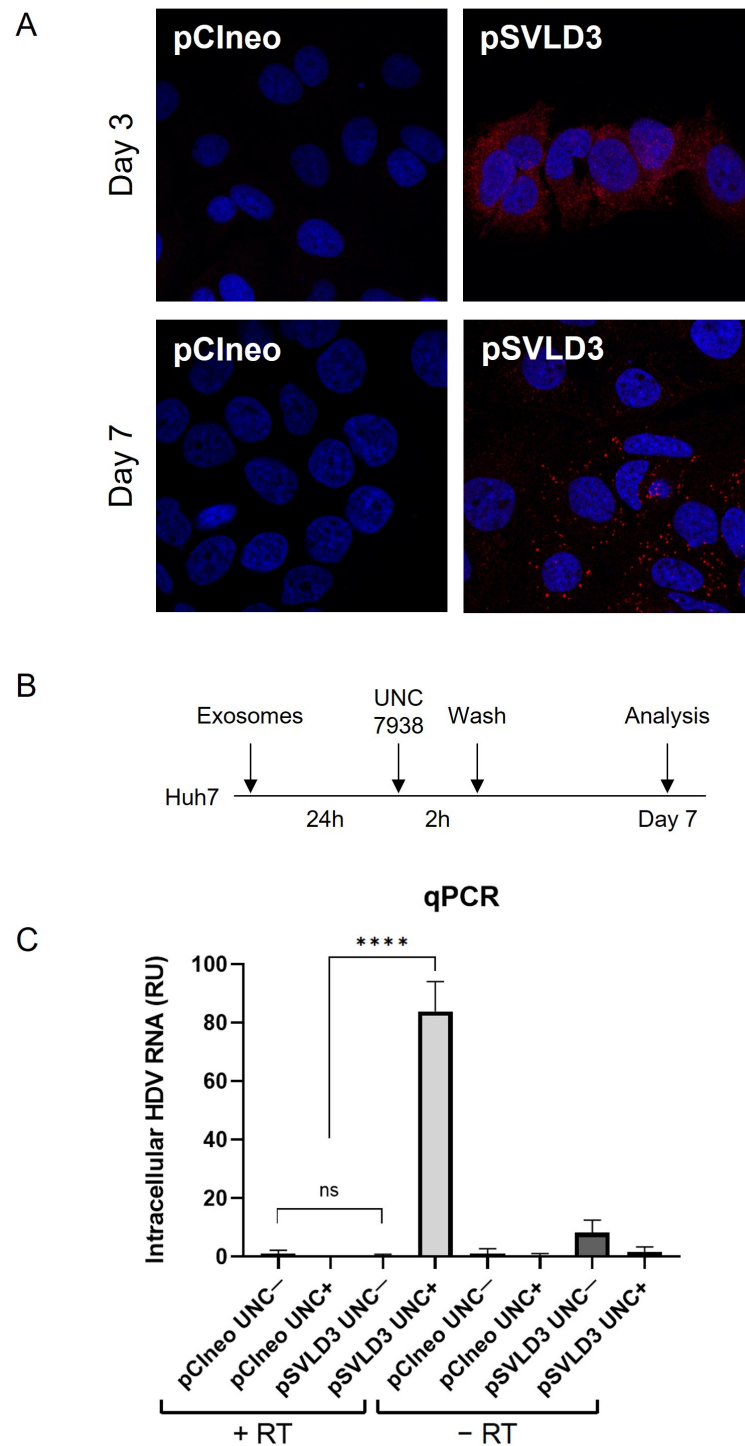 A
pCIneo
pSVLD3
Day 3
pCIneo
pSVLD3
Day 7
B
Exosomes
UNC
7938
Wash
Analysis
Huh7
24h
2h
Day 7
qPCR
C
Intracellular HDV RNA (RU)
100
80
60
40
20
0
****
ns
pCIneo UNC−
pCIneo UNC+
pSVLD3 UNC−
pSVLD3 UNC+
pCIneo UNC−
pCIneo UNC+
pSVLD3 UNC−
pSVLD3 UNC+
+ RT
− RT